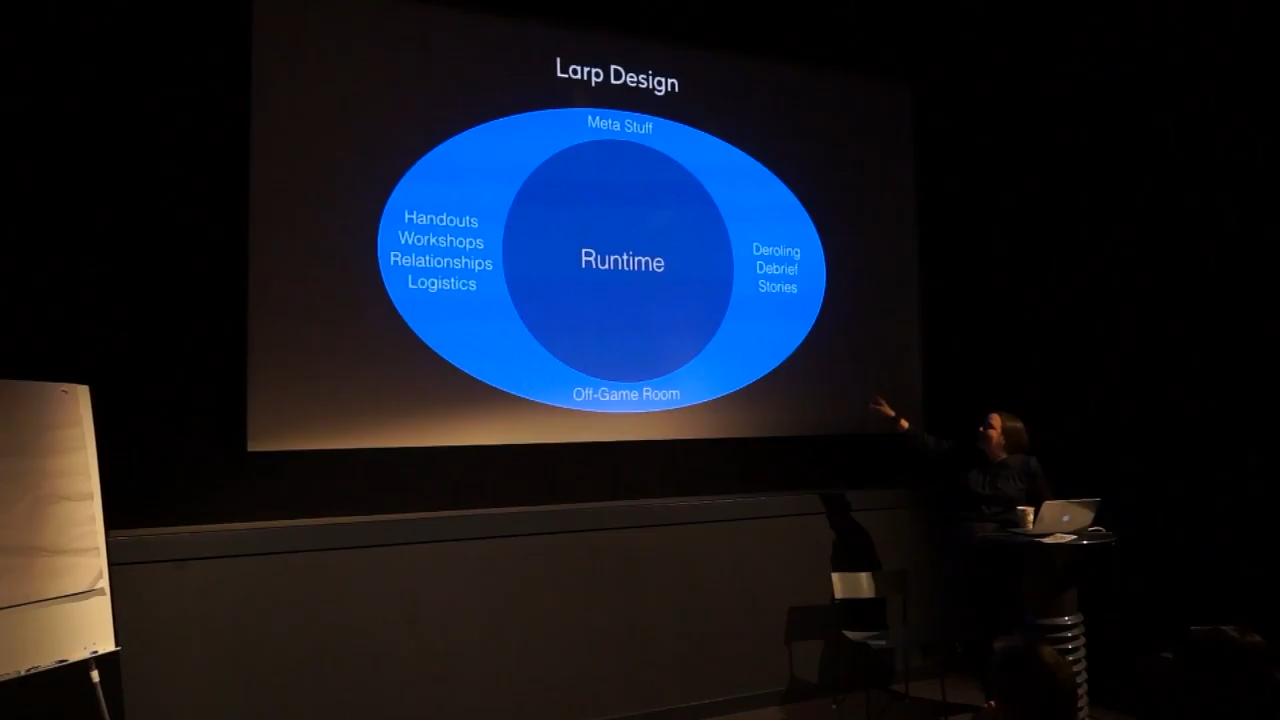 Larp Design
Meta Stuff
Handouts
Workshops
Relationships
Logistics
Runtime
Deroling
Debrief
Stories
Off-Game Room